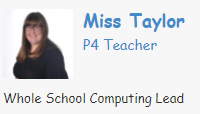 Miss Taylor
P4 Teacher
Whole School Computing Lead